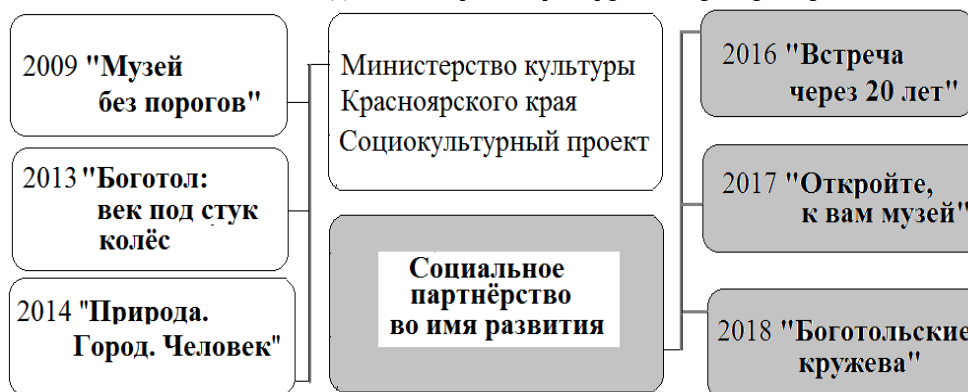 2009 "Музей
без порогов"
2013 "Боготол:
век под стук
колёс
2014 "Природа.
Город. Человек"
Министерство культуры
Красноярского края
Социокультурный проект
Социальное
партнёрство
во имя развития
2016 "Встреча
через 20 лет"
2017 "Откройте,
к вам музей"
2018 "Боготольские
кружева"